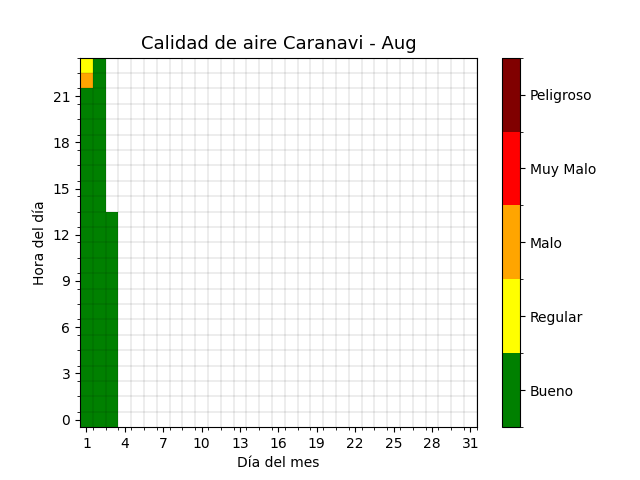 Calidad de aire Caranavi - Aug
Hora del día
21
18
15
12
9
6
3
0
1 4 7 10 13 16 19 22 25 28 31
Día del mes
Peligroso
Muy Malo
Malo
Regular
Bueno